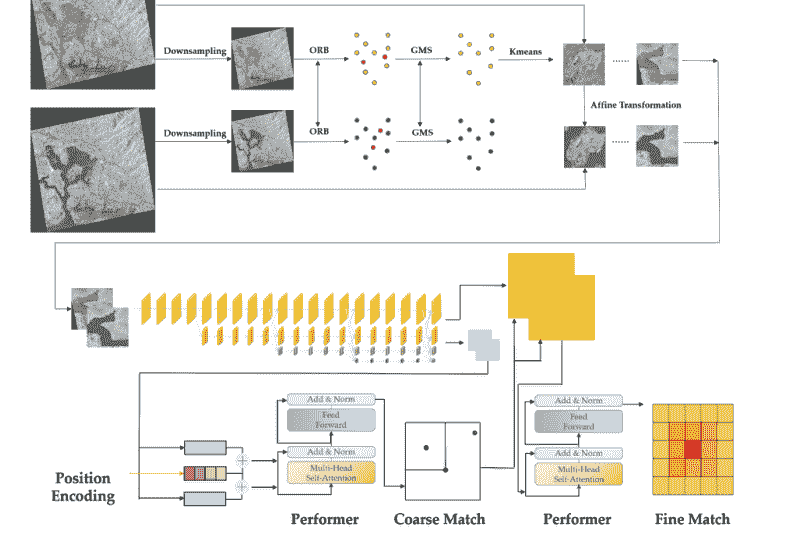 Downsampling
ORB
GMS
Kmeans
Affine Transformation
Downsampling
ORB
GMS
Add & Norm
Feed
Forward
Add & Norm
Multi-Head
Self-Attention
Add & Norm
Feed
Forward
Add & Norm
Multi-Head
Self-Attention
Position
Encoding
Performer
Coarse Match
Performer
Fine Match